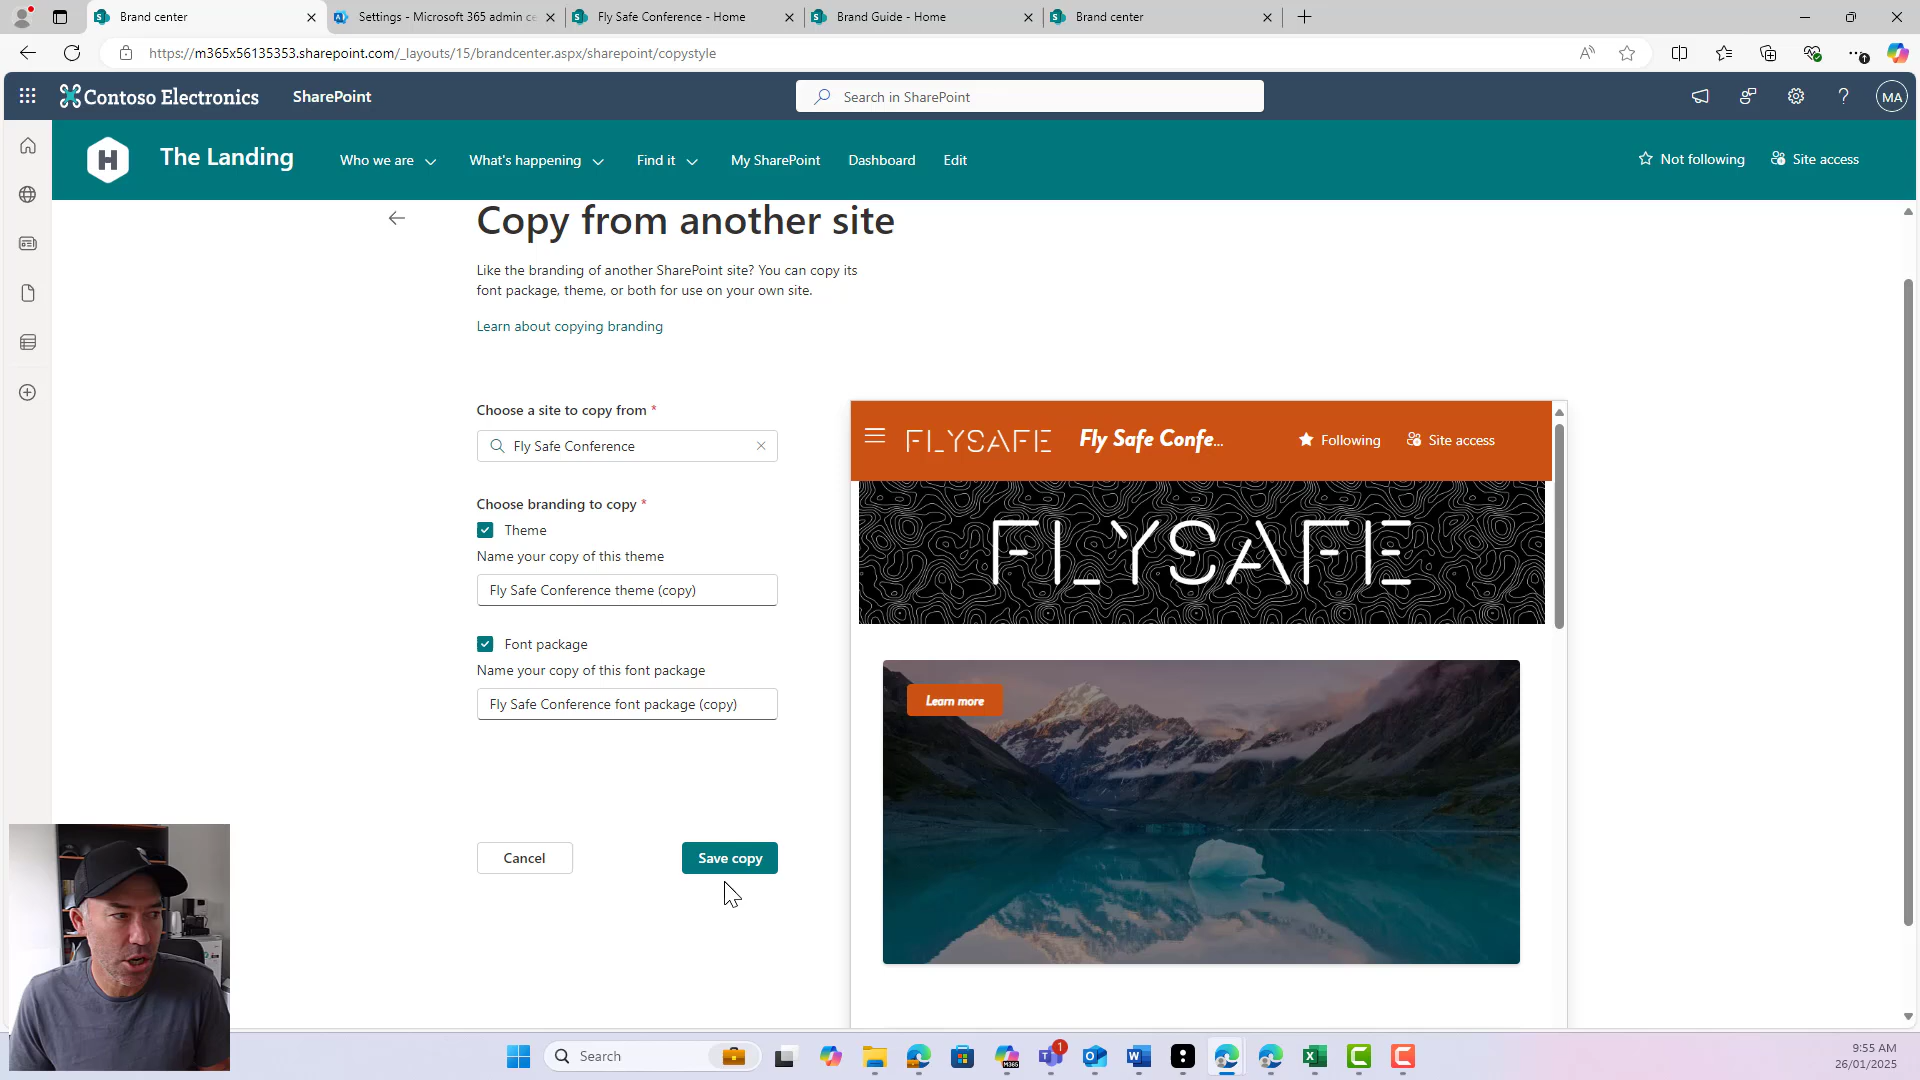 Brand center
Settings - Microsoft 365 admin ce
Fly Safe Conference - Home
Brand Guide - Home
Brand center
https://m365x56135353.sharepoint.com/_layouts/15/brandcenter.aspx/sharepoint/copystyle
Contoso Electronics
SharePoint
Search in SharePoint
MA
H
The Landing
Who we are
What's happening
Find it
My SharePoint
Dashboard
Edit
Not following
Site access
Copy from another site
Like the branding of another SharePoint site? You can copy its
font package, theme, or both for use on your own site.
Learn about copying branding
Choose a site to copy from *
Fly Safe Conference
Choose branding to copy *
Theme
Name your copy of this theme
Fly Safe Conference theme (copy)
Font package
Name your copy of this font package
Fly Safe Conference font package (copy)
Cancel
Save copy
FLYSAFE
Fly Safe Confe...
Following
Site access
FLYSAFE
Learn more
Search
1
9:55 AM
26/01/2025